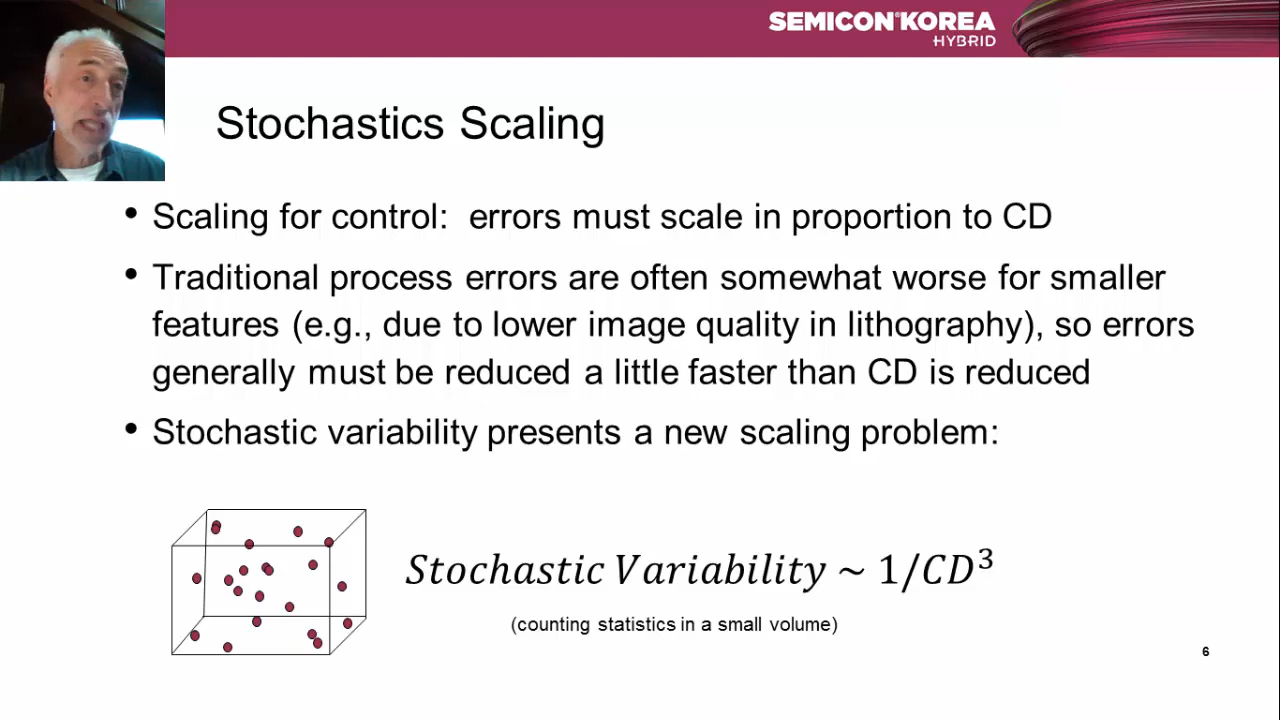 SEMICON®KOREA
HYBRID
Stochastics Scaling
• Scaling for control: errors must scale in proportion to CD
• Traditional process errors are often somewhat worse for smaller
features (e.g., due to lower image quality in lithography), so errors
generally must be reduced a little faster than CD is reduced
• Stochastic variability presents a new scaling problem:
Stochastic Variability ~ 1/CD³
(counting statistics in a small volume)
6